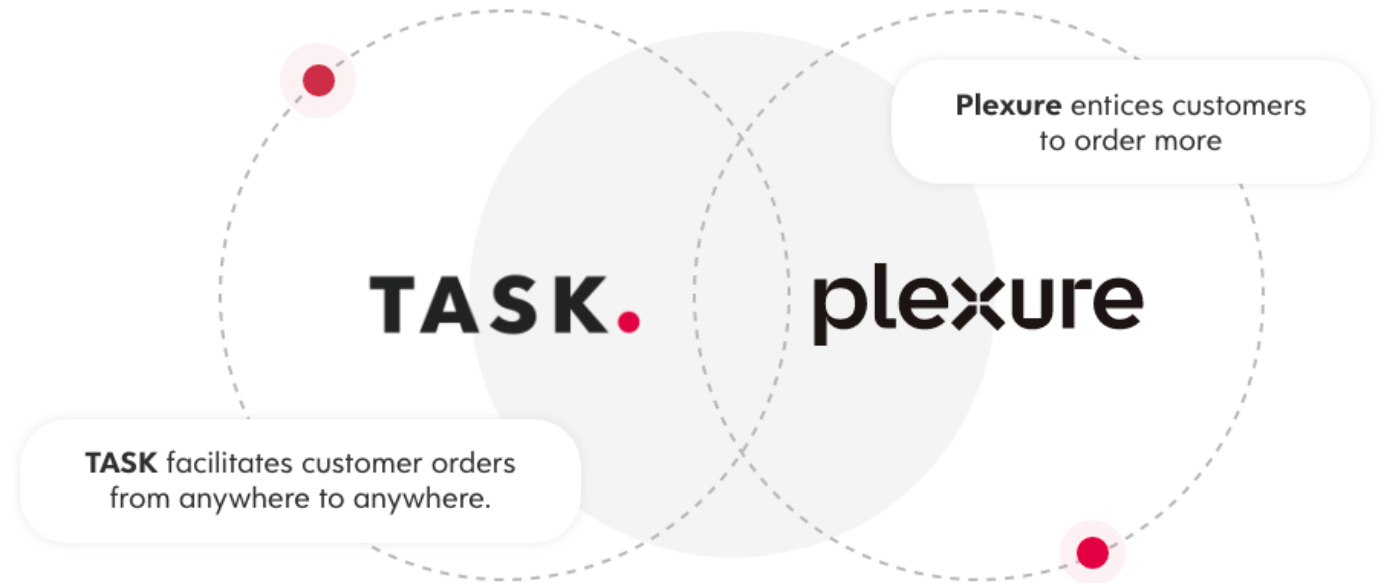 Plexure entices customers
to order more
TASK.
plexure
TASK facilitates customer orders
from anywhere to anywhere.